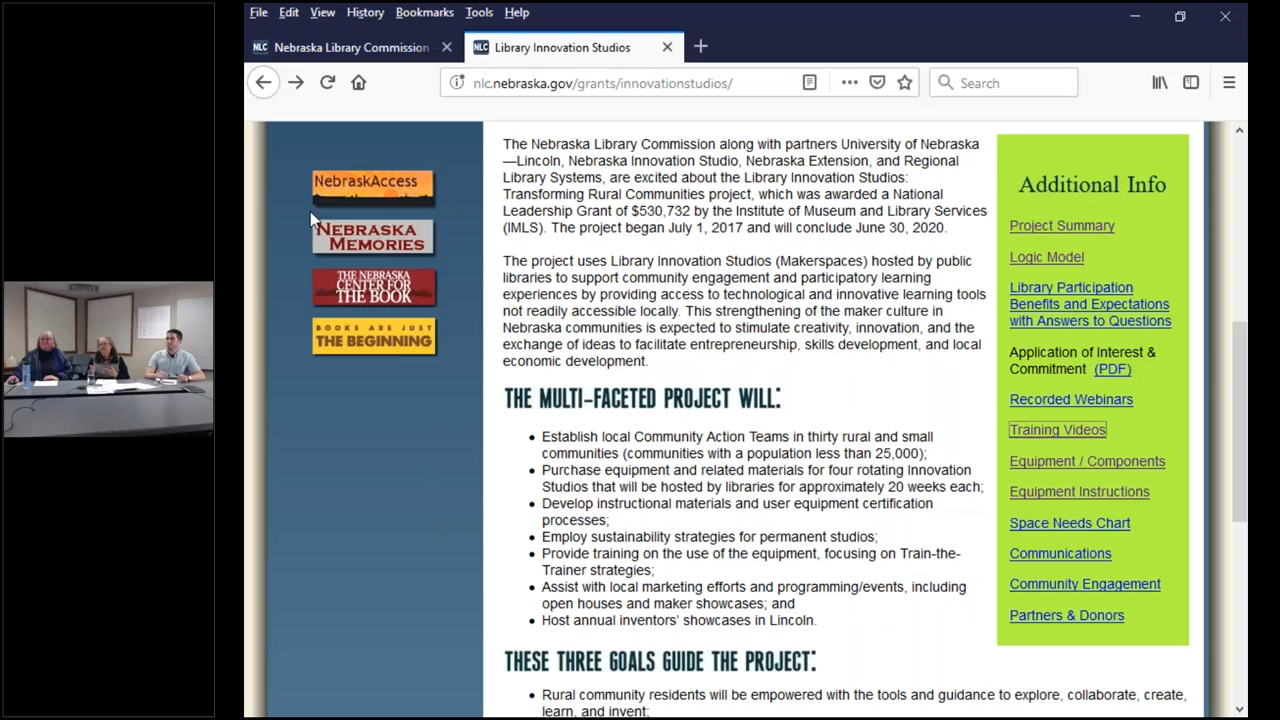 File Edit View History Bookmarks Tools Help
NLC Nebraska Library Commission
NLC Library Innovation Studios
nlc.nebraska.gov/grants/innovationstudios/
Search
NebraskAccess
NEBRASKA
MEMORIES
THE NEBRASKA
CENTER FOR
THE BOOK
BOOKS ARE JUST
THE BEGINNING
The Nebraska Library Commission along with partners University of Nebraska
—Lincoln, Nebraska Innovation Studio, Nebraska Extension, and Regional
Library Systems, are excited about the Library Innovation Studios:
Transforming Rural Communities project, which was awarded a National
Leadership Grant of $530,732 by the Institute of Museum and Library Services
(IMLS). The project began July 1, 2017 and will conclude June 30, 2020.
The project uses Library Innovation Studios (Makerspaces) hosted by public
libraries to support community engagement and participatory learning
experiences by providing access to technological and innovative learning tools
not readily accessible locally. This strengthening of the maker culture in
Nebraska communities is expected to stimulate creativity, innovation, and the
exchange of ideas to facilitate entrepreneurship, skills development, and local
economic development.
THE MULTI-FACETED PROJECT WILL:
• Establish local Community Action Teams in thirty rural and small
communities (communities with a population less than 25,000);
• Purchase equipment and related materials for four rotating Innovation
Studios that will be hosted by libraries for approximately 20 weeks each;
• Develop instructional materials and user equipment certification
processes;
• Employ sustainability strategies for permanent studios;
• Provide training on the use of the equipment, focusing on Train-the-
Trainer strategies;
• Assist with local marketing efforts and programming/events, including
open houses and maker showcases; and
• Host annual inventors' showcases in Lincoln.
THESE THREE GOALS GUIDE THE PROJECT:
• Rural community residents will be empowered with the tools and guidance to explore, collaborate, create,
learn, and invent;
Additional Info
Project Summary
Logic Model
Library Participation
Benefits and Expectations
with Answers to Questions
Application of Interest &
Commitment (PDF)
Recorded Webinars
Training Videos
Equipment / Components
Equipment Instructions
Space Needs Chart
Communications
Community Engagement
Partners & Donors